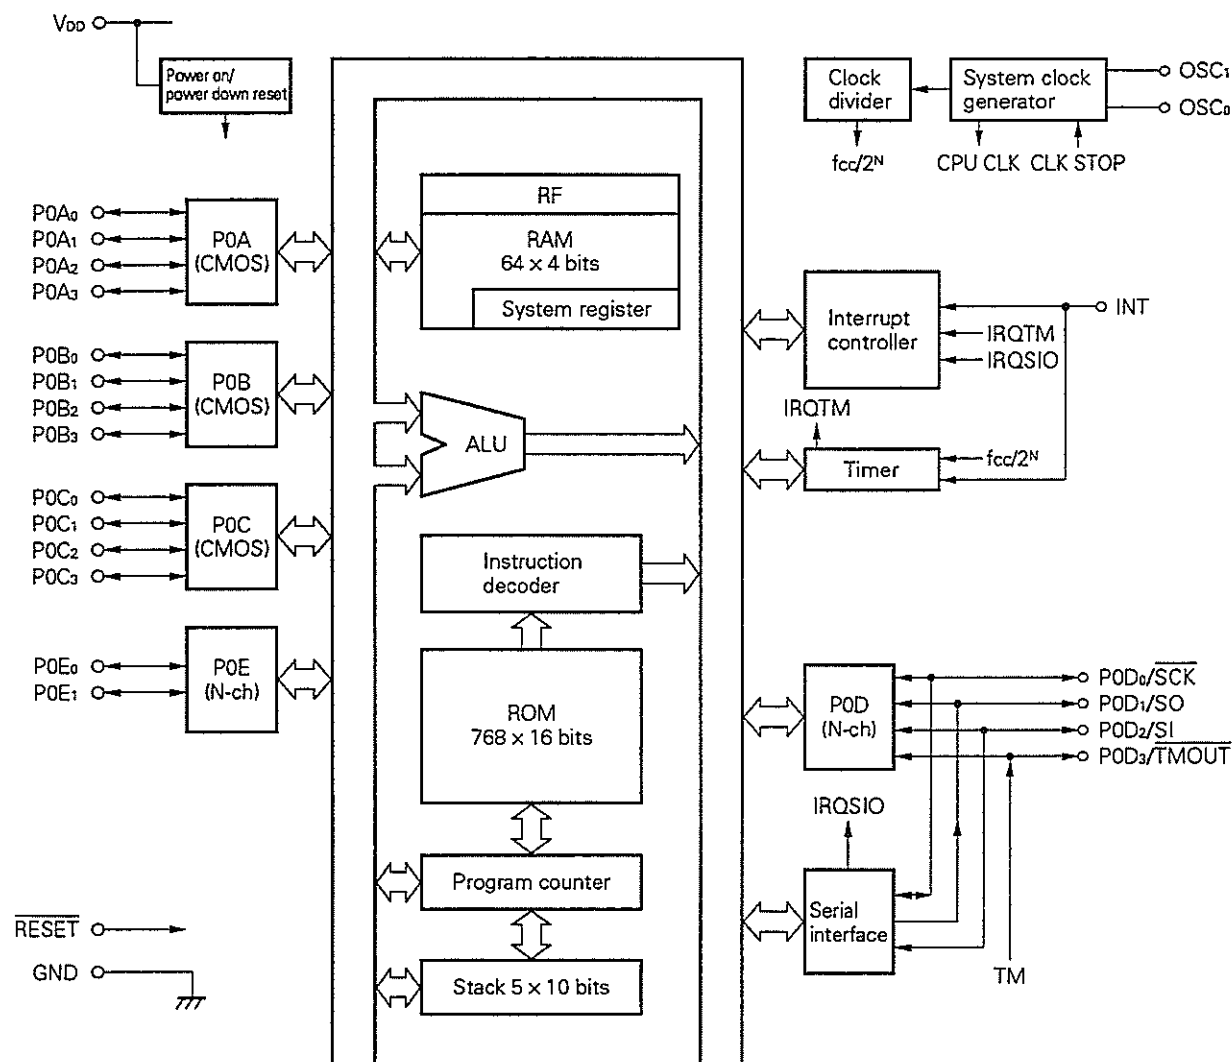 VDD
Power on/
power down reset
Clock
divider
System clock
generator
OSC₁
OSC₀
fcc/2ᴺ
CPU CLK
CLK STOP
P0A₀
P0A₁
P0A₂
P0A₃
P0A
(CMOS)
RF
RAM
64 × 4 bits
System register
Interrupt
controller
INT
IRQTM
IRQSIO
P0B₀
P0B₁
P0B₂
P0B₃
P0B
(CMOS)
ALU
IRQTM
Timer
fcc/2ᴺ
P0C₀
P0C₁
P0C₂
P0C₃
P0C
(CMOS)
Instruction
decoder
P0E₀
P0E₁
P0E
(N-ch)
ROM
768 × 16 bits
P0D
(N-ch)
P0D₀/S̅C̅K̅
P0D₁/SO
P0D₂/SI
P0D₃/T̅M̅O̅U̅T̅
IRQSIO
Program counter
Serial
interface
TM
R̅E̅S̅E̅T̅
GND
Stack 5 × 10 bits